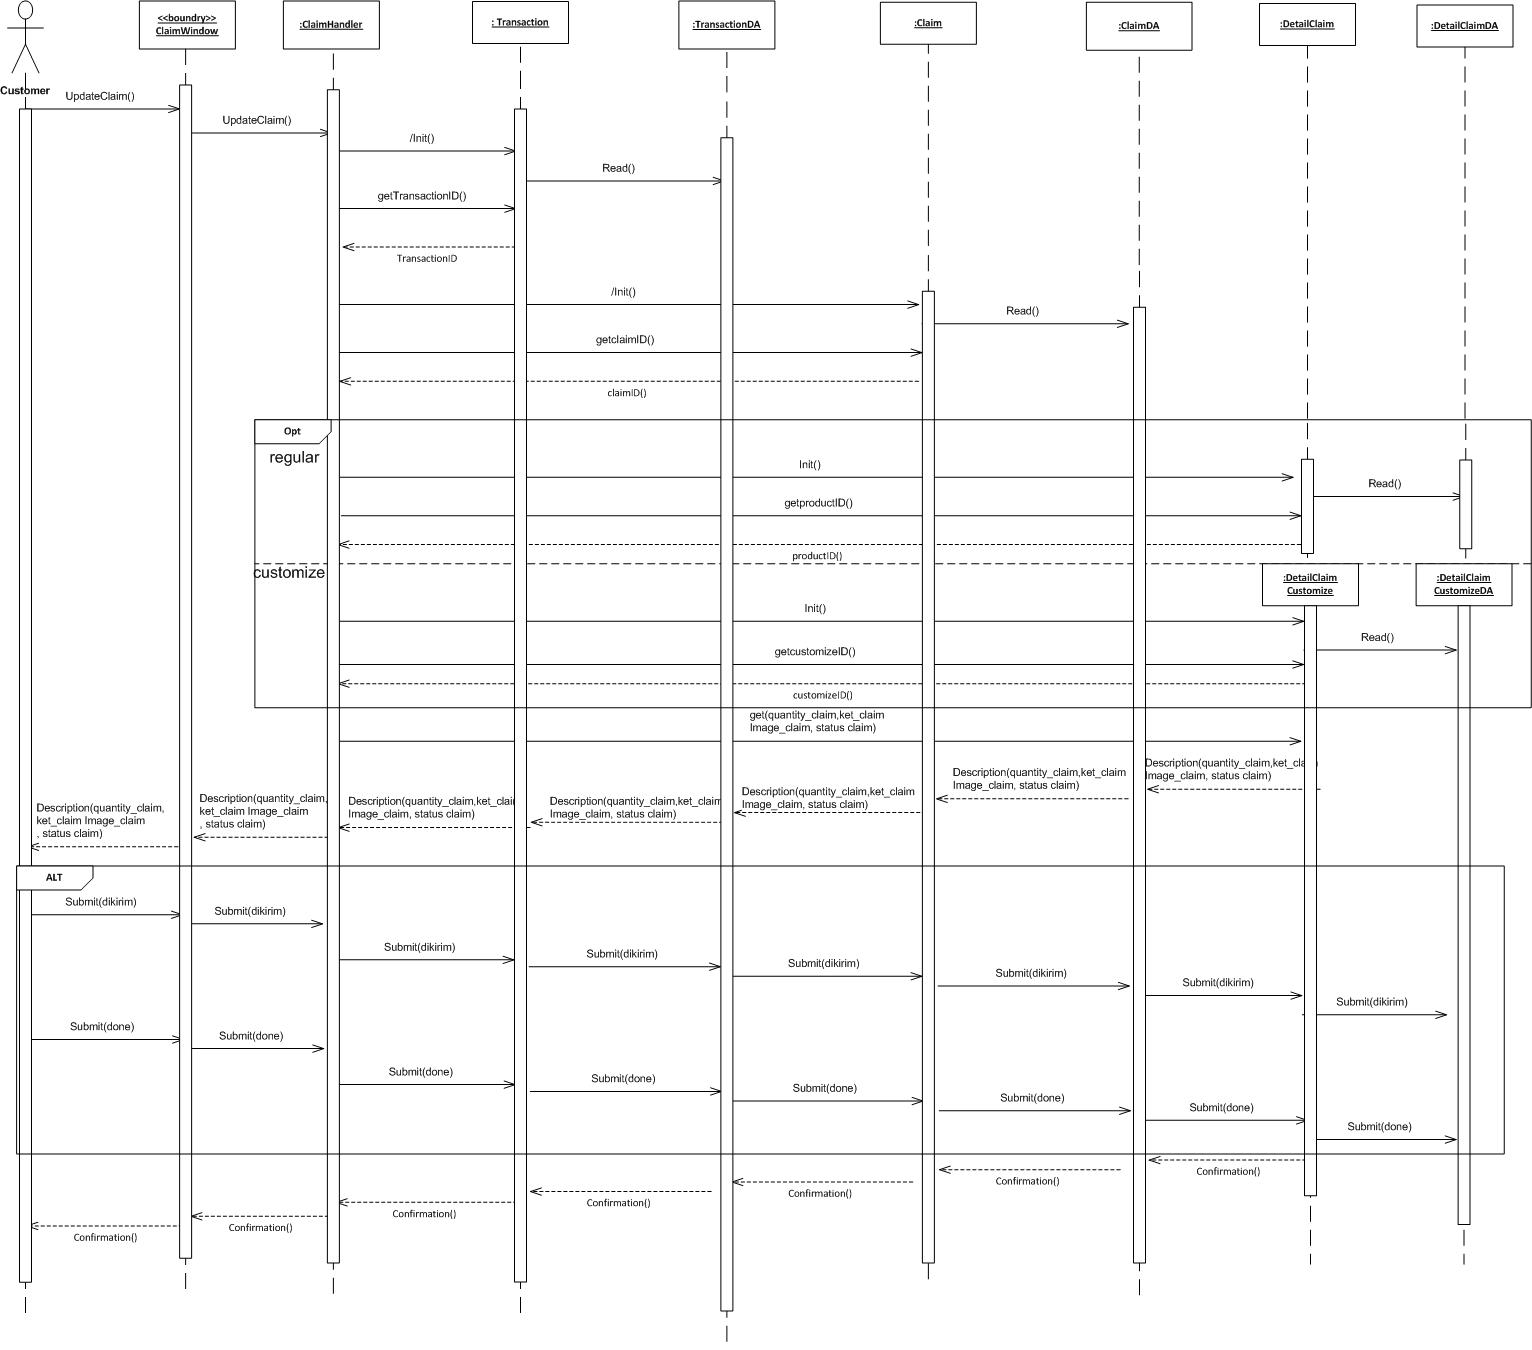 <<boundry>>
ClaimWindow
:ClaimHandler
: Transaction
:TransactionDA
:Claim
:ClaimDA
:DetailClaim
:DetailClaimDA
Customer
UpdateClaim()
UpdateClaim()
/Init()
Read()
getTransactionID()
TransactionID
/Init()
Read()
getclaimID()
claimID()
Opt
regular
Init()
Read()
getproductID()
productID()
customize
:DetailClaim
Customize
:DetailClaim
CustomizeDA
Init()
Read()
getcustomizeID()
customizeID()
get(quantity_claim,ket_claim
Image_claim, status claim)
Description(quantity_claim,ket_clai
Image_claim, status claim)
Description(quantity_claim,ket_claim
Image_claim, status claim)
Description(quantity_claim,ket_claim
Image_claim, status claim)
Description(quantity_claim,ket_claim
Image_claim, status claim)
Description(quantity_claim,ket_clai
Image_claim, status claim)
Description(quantity_claim,
ket_claim Image_claim
, status claim)
Description(quantity_claim,
ket_claim Image_claim
, status claim)
ALT
Submit(dikirim)
Submit(dikirim)
Submit(dikirim)
Submit(dikirim)
Submit(dikirim)
Submit(dikirim)
Submit(dikirim)
Submit(dikirim)
Submit(done)
Submit(done)
Submit(done)
Submit(done)
Submit(done)
Submit(done)
Submit(done)
Submit(done)
Confirmation()
Confirmation()
Confirmation()
Confirmation()
Confirmation()
Confirmation()
Confirmation()